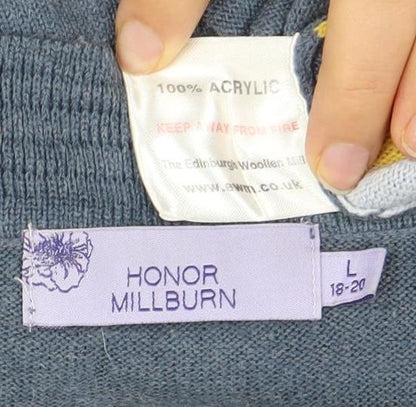 100% ACRYLIC
KEEP AWAY FROM FIRE
The Edinburgh Woollen Mill
www.ewm.co.uk
HONOR
MILLBURN
L
18-20